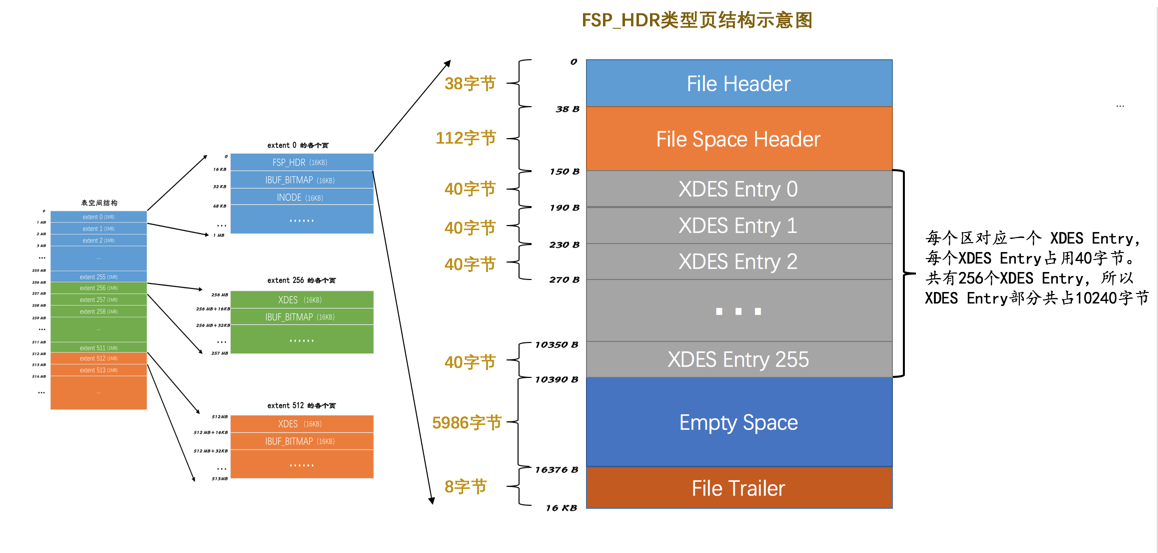 FSP_HDR类型页结构示意图
表空间结构
0
extent 0 (1MB)
1 MB
extent 1 (1MB)
2 MB
extent 2 (1MB)
3 MB
...
...
255 MB
extent 255 (1MB)
256 MB
extent 256 (1MB)
257 MB
extent 257 (1MB)
258 MB
extent 258 (1MB)
259 MB
...
...
511 MB
extent 511 (1MB)
512 MB
extent 512 (1MB)
513 MB
extent 513 (1MB)
514 MB
...
...
extent 0 的各个页
0
FSP_HDR (16KB)
16 KB
IBUF_BITMAP (16KB)
32 KB
INODE (16KB)
48 KB
......
...
1 MB
extent 256 的各个页
256 MB
XDES (16KB)
256 MB+16KB
IBUF_BITMAP (16KB)
256 MB+32KB
......
...
257 MB
extent 512 的各个页
512MB
XDES (16KB)
512 MB+16KB
IBUF_BITMAP (16KB)
512 MB+32KB
......
...
513MB
0
38字节
File Header
38 B
112字节
File Space Header
150 B
40字节
XDES Entry 0
190 B
40字节
XDES Entry 1
230 B
40字节
XDES Entry 2
270 B
...
10350 B
40字节
XDES Entry 255
10390 B
5986字节
Empty Space
16376 B
8字节
File Trailer
16 KB
每个区对应一个 XDES Entry,
每个XDES Entry占用40字节。
共有256个XDES Entry, 所以
XDES Entry部分共占10240字节
...